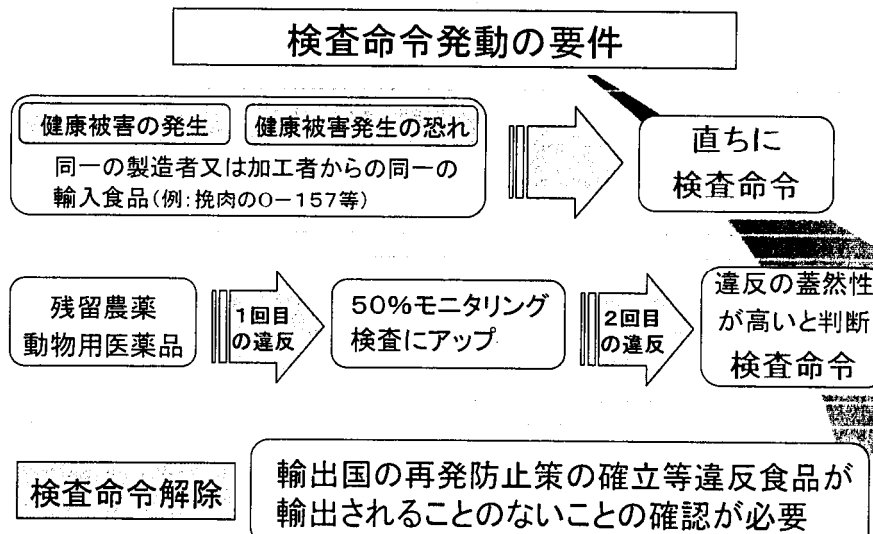 検査命令発動の要件
健康被害の発生
健康被害発生の恐れ
同一の製造者又は加工者からの同一の
輸入食品(例:挽肉のO－157等)
直ちに
検査命令
残留農薬
動物用医薬品
1回目
の違反
50%モニタリング
検査にアップ
2回目
の違反
違反の蓋然性
が高いと判断
検査命令
検査命令解除
輸出国の再発防止策の確立等違反食品が
輸出されることのないことの確認が必要